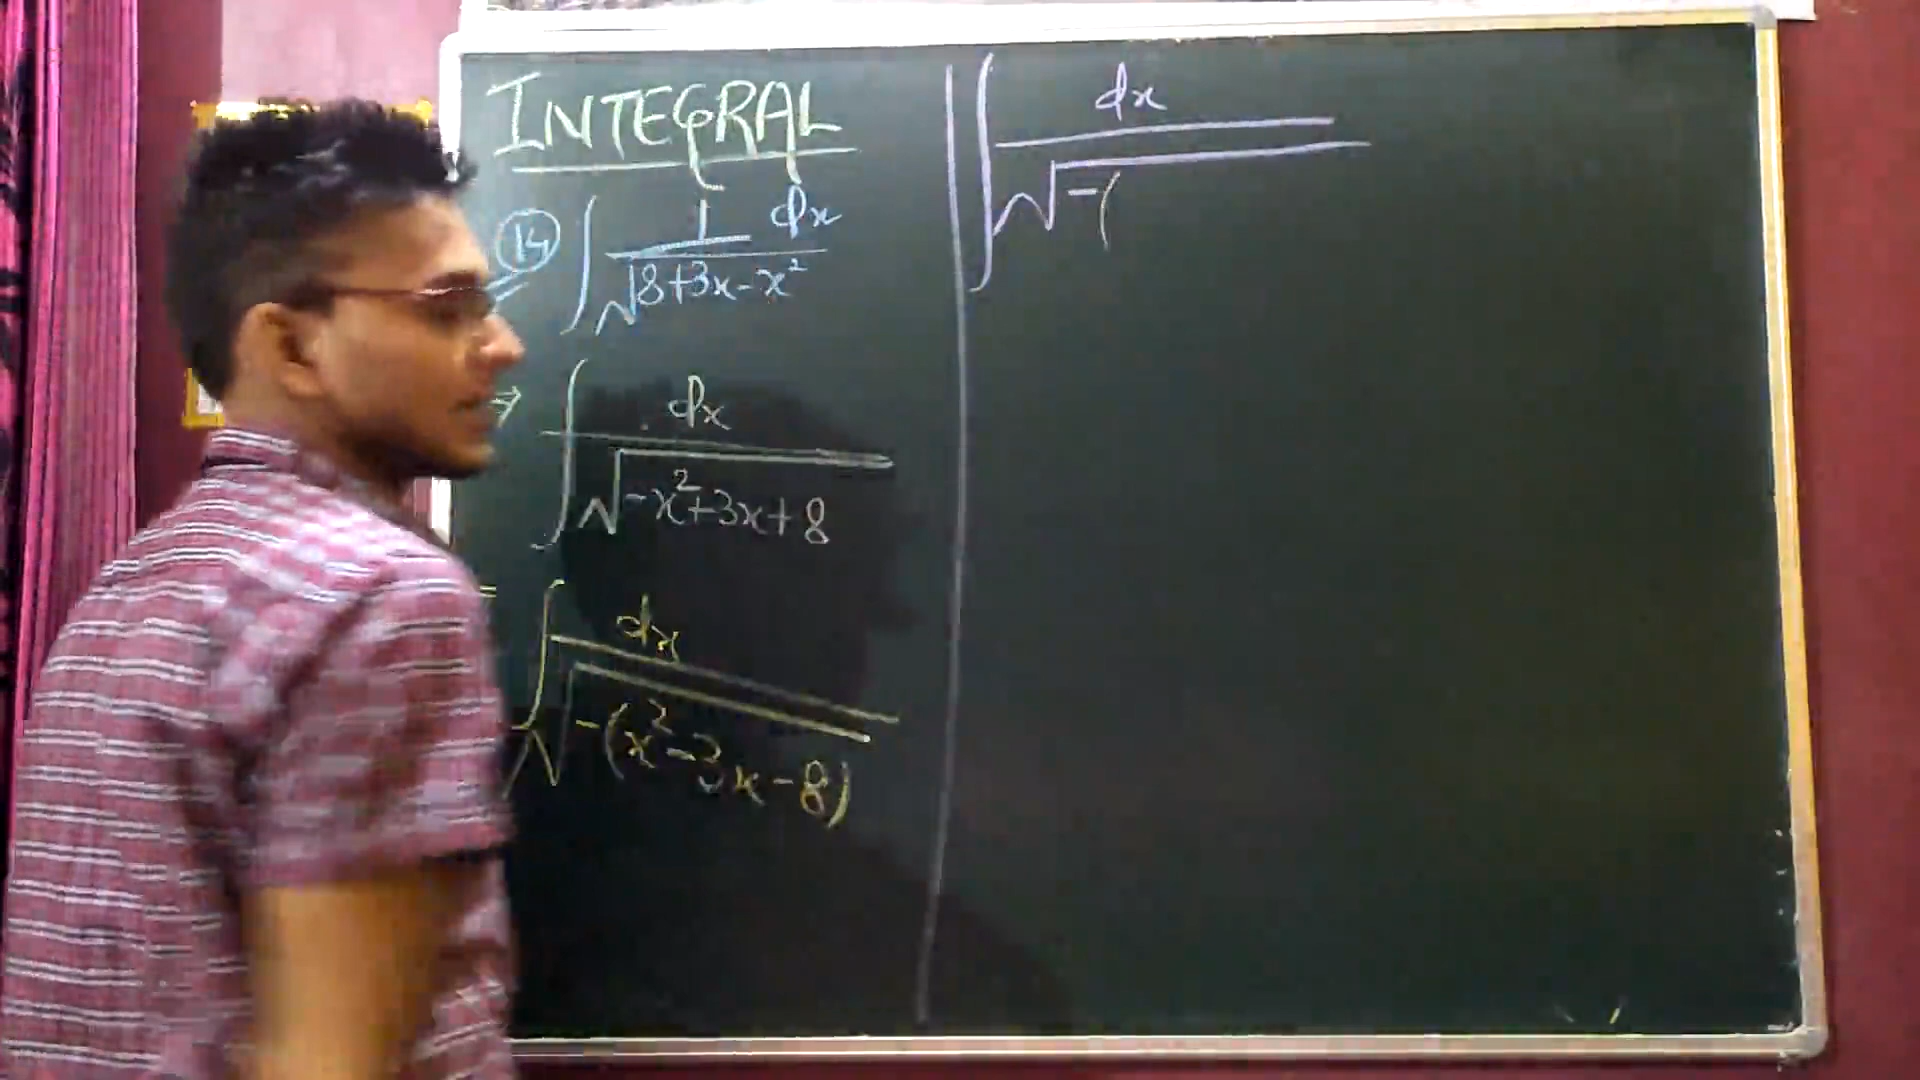 INTEGRAL
14 ∫ 1/√(8+3x-x²) dx
→ ∫ dx/√(-x²+3x+8)
= ∫ dx/√(-(x²-3x-8))
∫ dx/√(-(